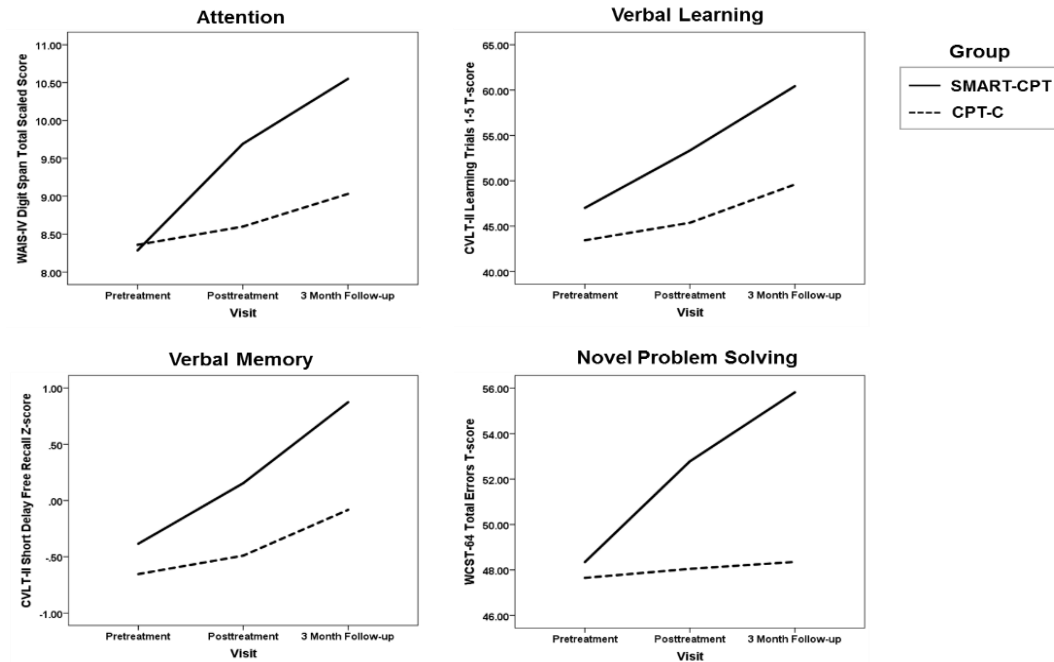 Attention
WAIS-IV Digit Span Total Scaled Score
11.00
10.50
10.00
9.50
9.00
8.50
8.00
Pretreatment Posttreatment 3 Month Follow-up
Visit
Verbal Learning
CVLT-II Learning Trials 1-5 T-score
65.00
60.00
55.00
50.00
45.00
40.00
Pretreatment Posttreatment 3 Month Follow-up
Visit
Group
SMART-CPT
CPT-C
Verbal Memory
CVLT-II Short Delay Free Recall Z-score
1.00
.50
.00
-.50
-1.00
Pretreatment Posttreatment 3 Month Follow-up
Visit
Novel Problem Solving
WCST-64 Total Errors T-score
56.00
54.00
52.00
50.00
48.00
46.00
Pretreatment Posttreatment 3 Month Follow-up
Visit